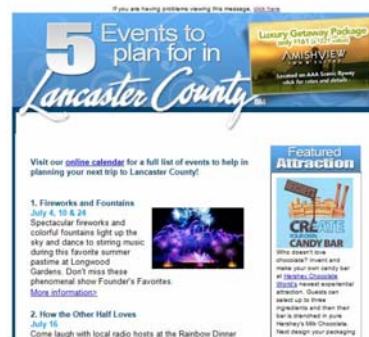 If you are having problems viewing this message, click here
5 Events to
plan for in
Lancaster County
Luxury Getaway Package
AMISHVIEW
Located on AAA Scenic Byway
click for rates and details
Visit our online calendar for a full list of events to help in
planning your next trip to Lancaster County!
1. Fireworks and Fountains
July 4, 10 & 24
Spectacular fireworks and
colorful fountains light up the
sky and dance to stirring music
during this favorite summer
pastime at Longwood
Gardens. Don't miss these
phenomenal show Founder's Favorites.
More information>
2. How the Other Half Loves
July 16
Come laugh with local radio hosts at the Rainbow Dinner
Featured
Attraction
CREATE
YOUR OWN
CANDY BAR
Who doesn't love
chocolate? Invent and
make your own candy bar
at Hershey Chocolate
World's newest experiential
attraction. Guests can
select up to three
ingredients and then their
bar is drenched in pure
Hershey's Milk Chocolate.
Next design your packaging